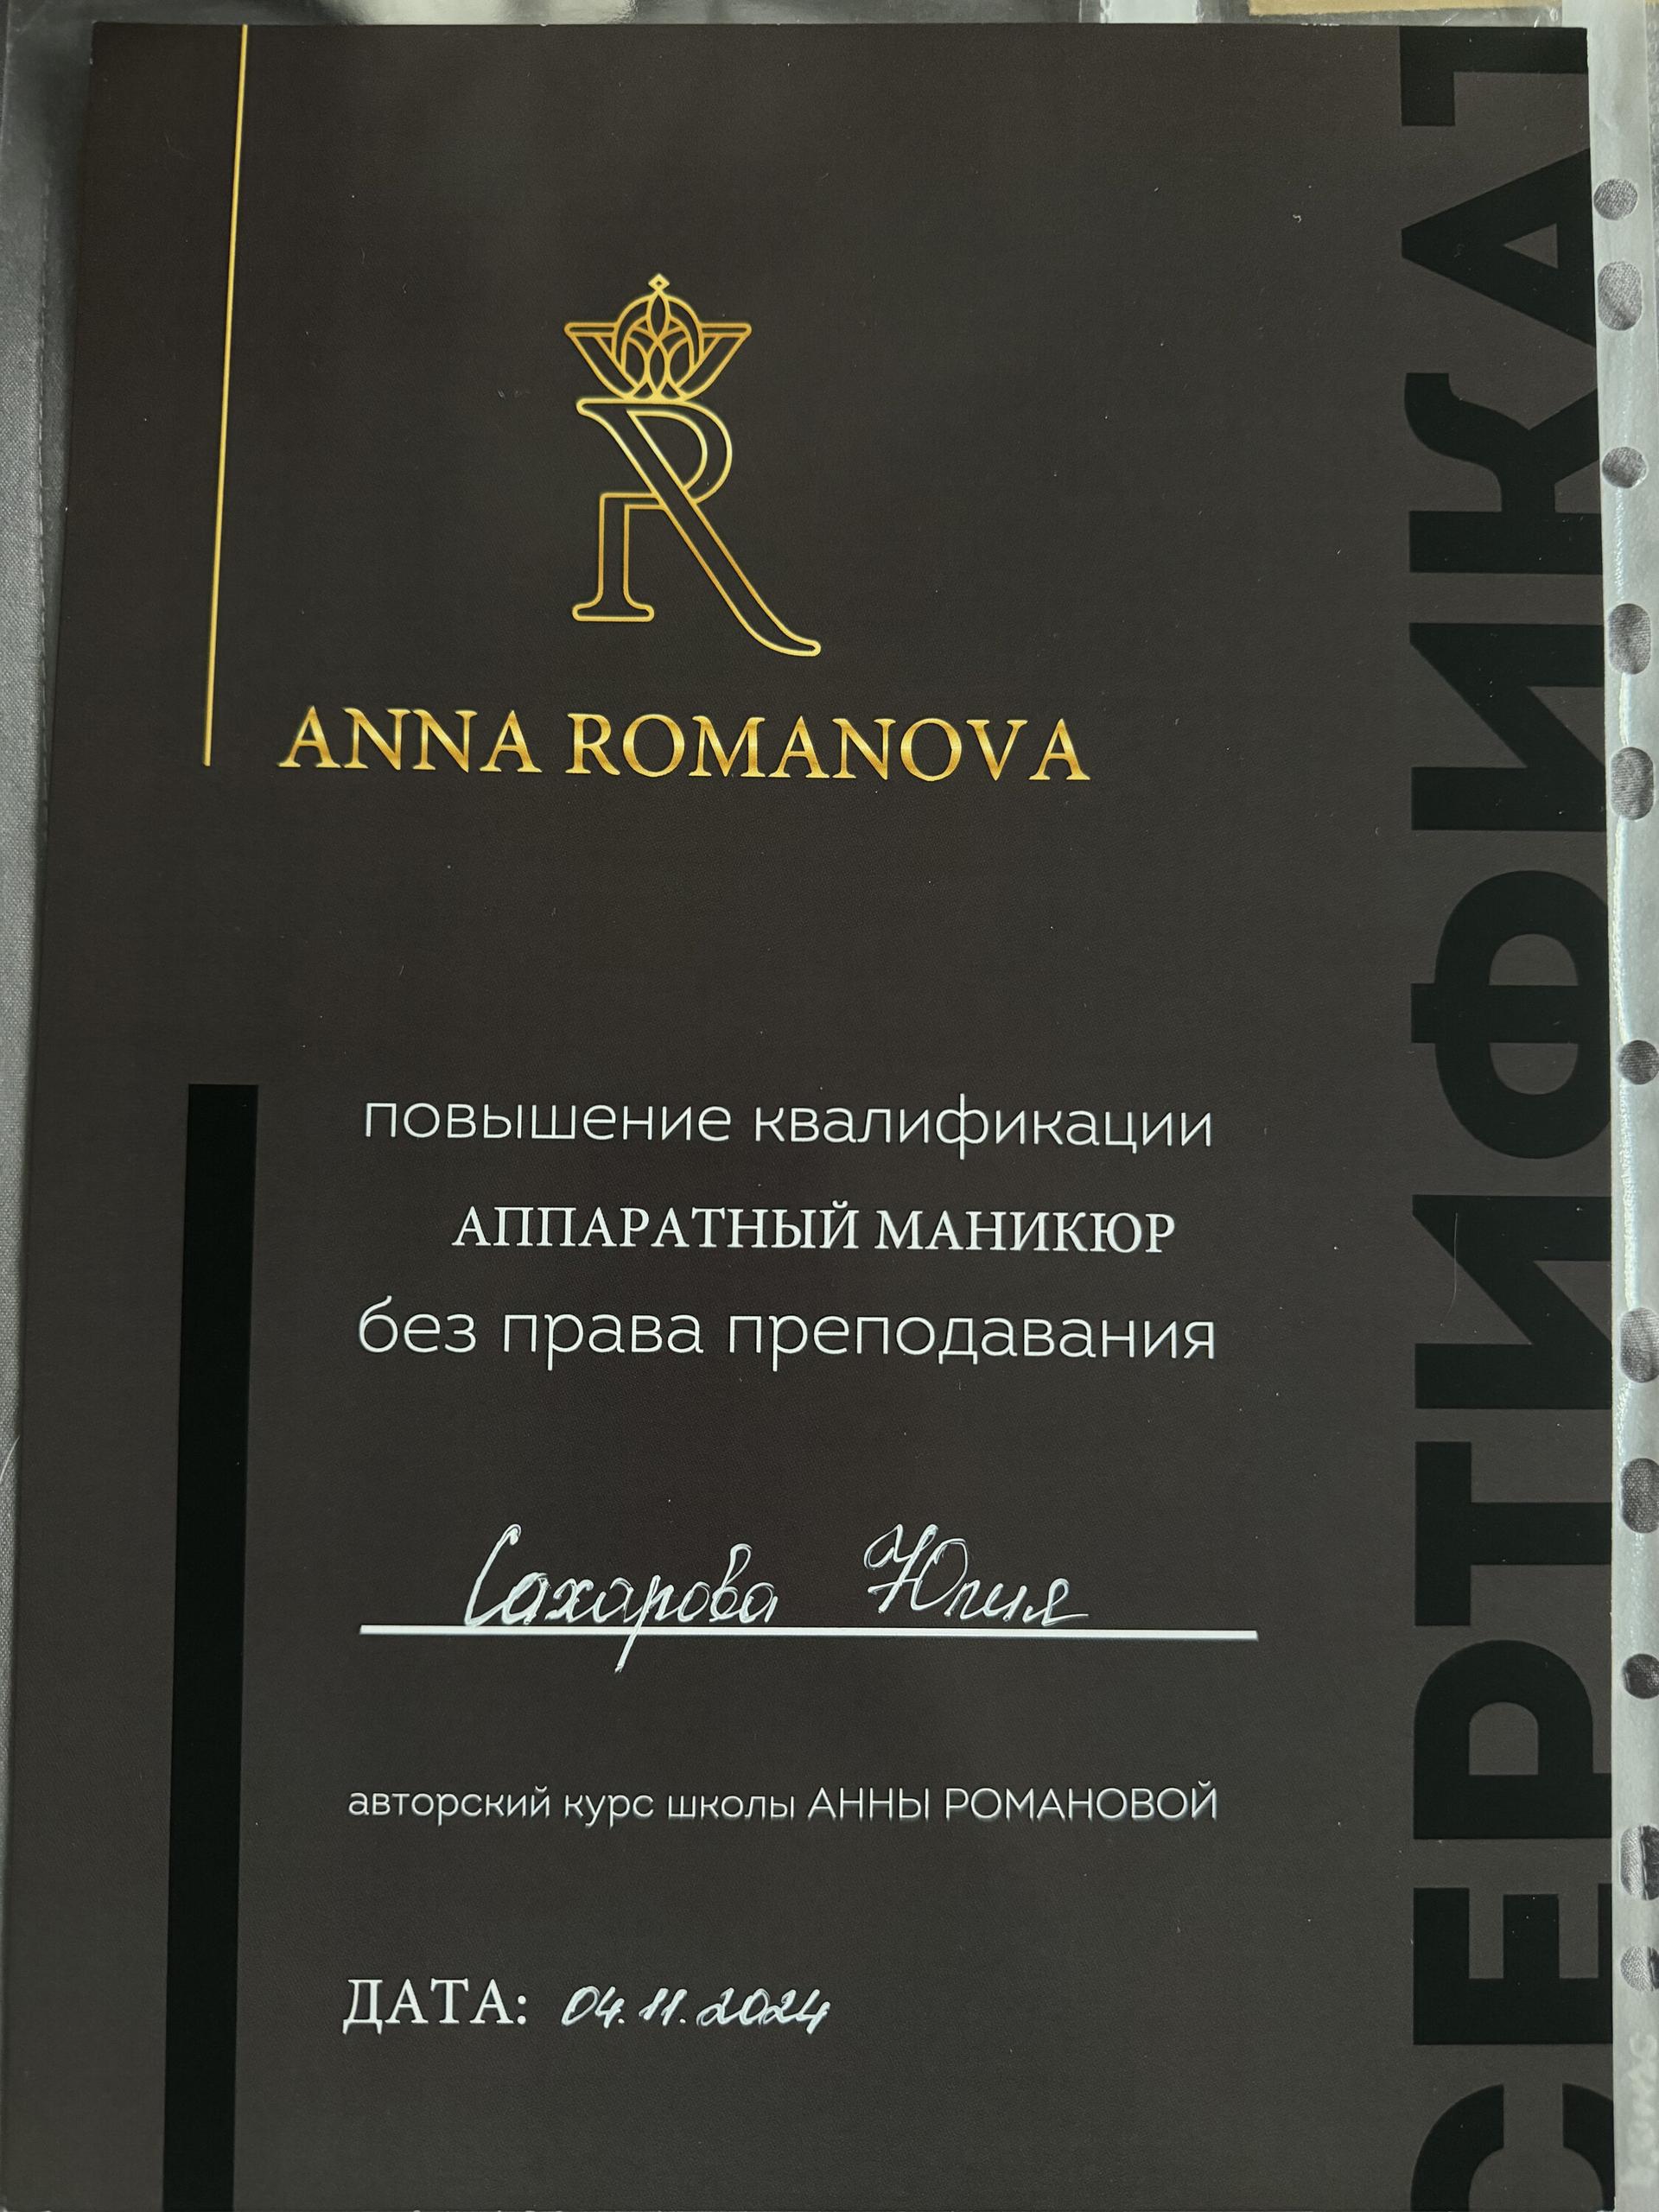 ANNA ROMANOVA
повышение квалификации
АППАРАТНЫЙ МАНИКЮР
без права преподавания
Сахарова Юлия
авторский курс школы АННЫ РОМАНОВОЙ
ДАТА: 04.11.2024
СЕРТИФИКАТ